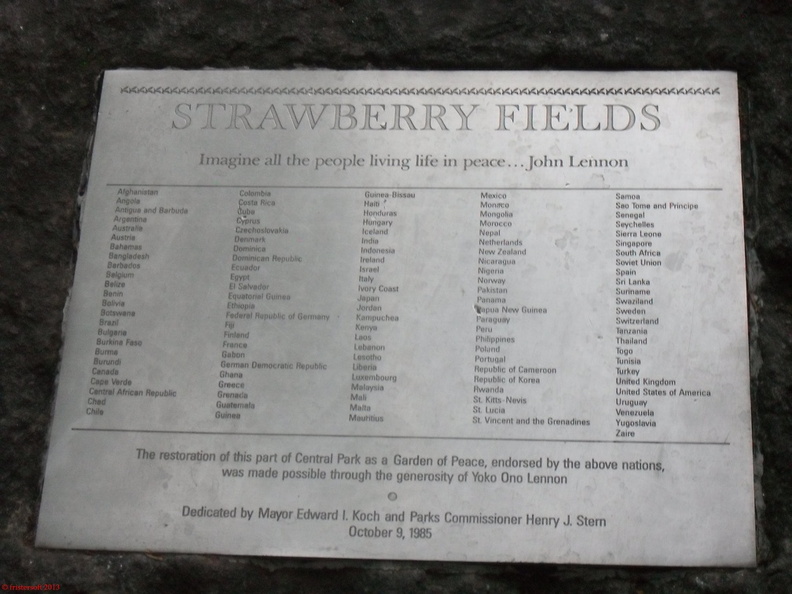 STRAWBERRY FIELDS
Imagine all the people living life in peace...John Lennon
Afghanistan
Angola
Antigua and Barbuda
Argentina
Australia
Austria
Bahamas
Bangladesh
Barbados
Belgium
Belize
Benin
Bolivia
Botswana
Brazil
Bulgaria
Burkina Faso
Burma
Burundi
Canada
Cape Verde
Central African Republic
Chad
Chile
Colombia
Costa Rica
Cuba
Cyprus
Czechoslovakia
Denmark
Dominica
Dominican Republic
Ecuador
Egypt
El Salvador
Equatorial Guinea
Ethiopia
Federal Republic of Germany
Fiji
Finland
France
Gabon
German Democratic Republic
Ghana
Greece
Grenada
Guatemala
Guinea
Guinea-Bissau
Haiti
Honduras
Hungary
Iceland
India
Indonesia
Ireland
Israel
Italy
Ivory Coast
Japan
Jordan
Kampuchea
Kenya
Laos
Lebanon
Lesotho
Liberia
Luxembourg
Malaysia
Mali
Malta
Mauritius
Mexico
Monaco
Mongolia
Morocco
Nepal
Netherlands
New Zealand
Nicaragua
Nigeria
Norway
Pakistan
Panama
Papua New Guinea
Paraguay
Peru
Philippines
Poland
Portugal
Republic of Cameroon
Republic of Korea
Rwanda
St. Kitts-Nevis
St. Lucia
St. Vincent and the Grenadines
Samoa
Sao Tome and Principe
Senegal
Seychelles
Sierra Leone
Singapore
South Africa
Soviet Union
Spain
Sri Lanka
Suriname
Swaziland
Sweden
Switzerland
Tanzania
Thailand
Togo
Tunisia
Turkey
United Kingdom
United States of America
Uruguay
Venezuela
Yugoslavia
Zaire
The restoration of this part of Central Park as a Garden of Peace, endorsed by the above nations,
was made possible through the generosity of Yoko Ono Lennon
Dedicated by Mayor Edward I. Koch and Parks Commissioner Henry J. Stern
October 9, 1985